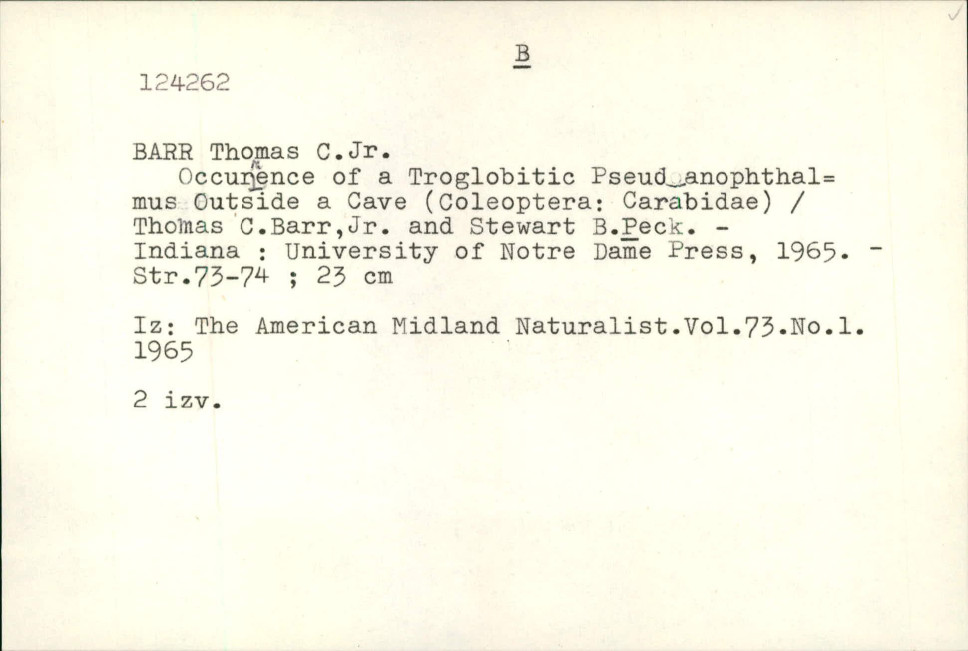 B
124262
BARR Thomas C.Jr.
Occurence of a Troglobitic Pseud anophthal=
mus Outside a Cave (Coleoptera: Carabidae) /
Thomas C.Barr,Jr. and Stewart B.Peck. -
Indiana : University of Notre Dame Press, 1965. -
Str.73-74 ; 23 cm
Iz: The American Midland Naturalist.Vol.73.No.1.
1965
2 izv.